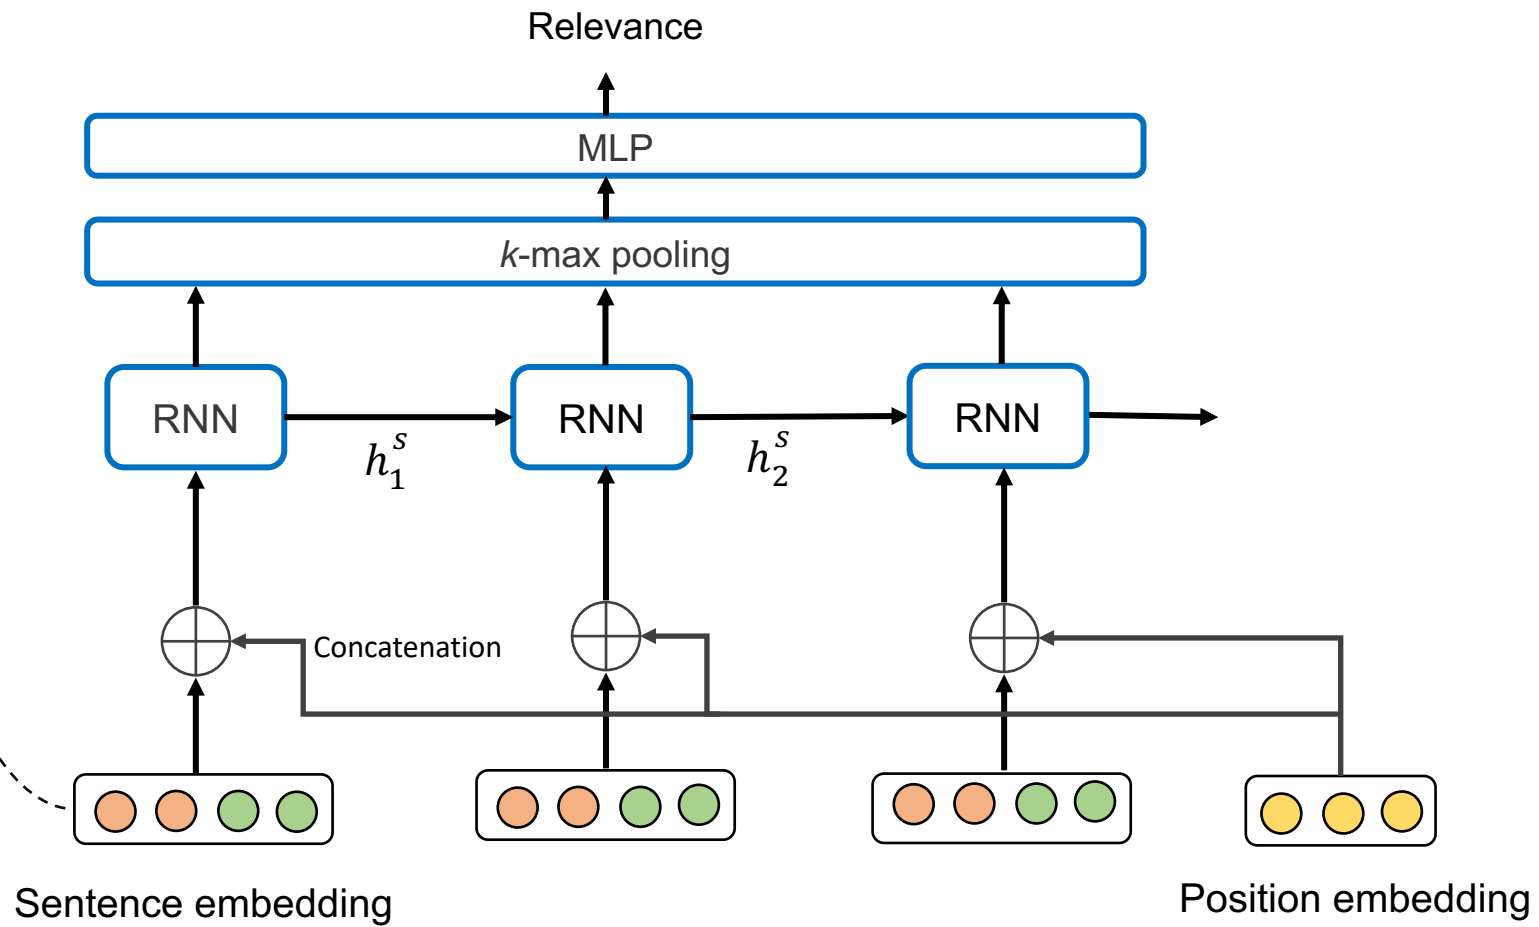 Relevance
MLP
k-max pooling
RNN
RNN
RNN
h_1^s
h_2^s
Concatenation
Sentence embedding
Position embedding